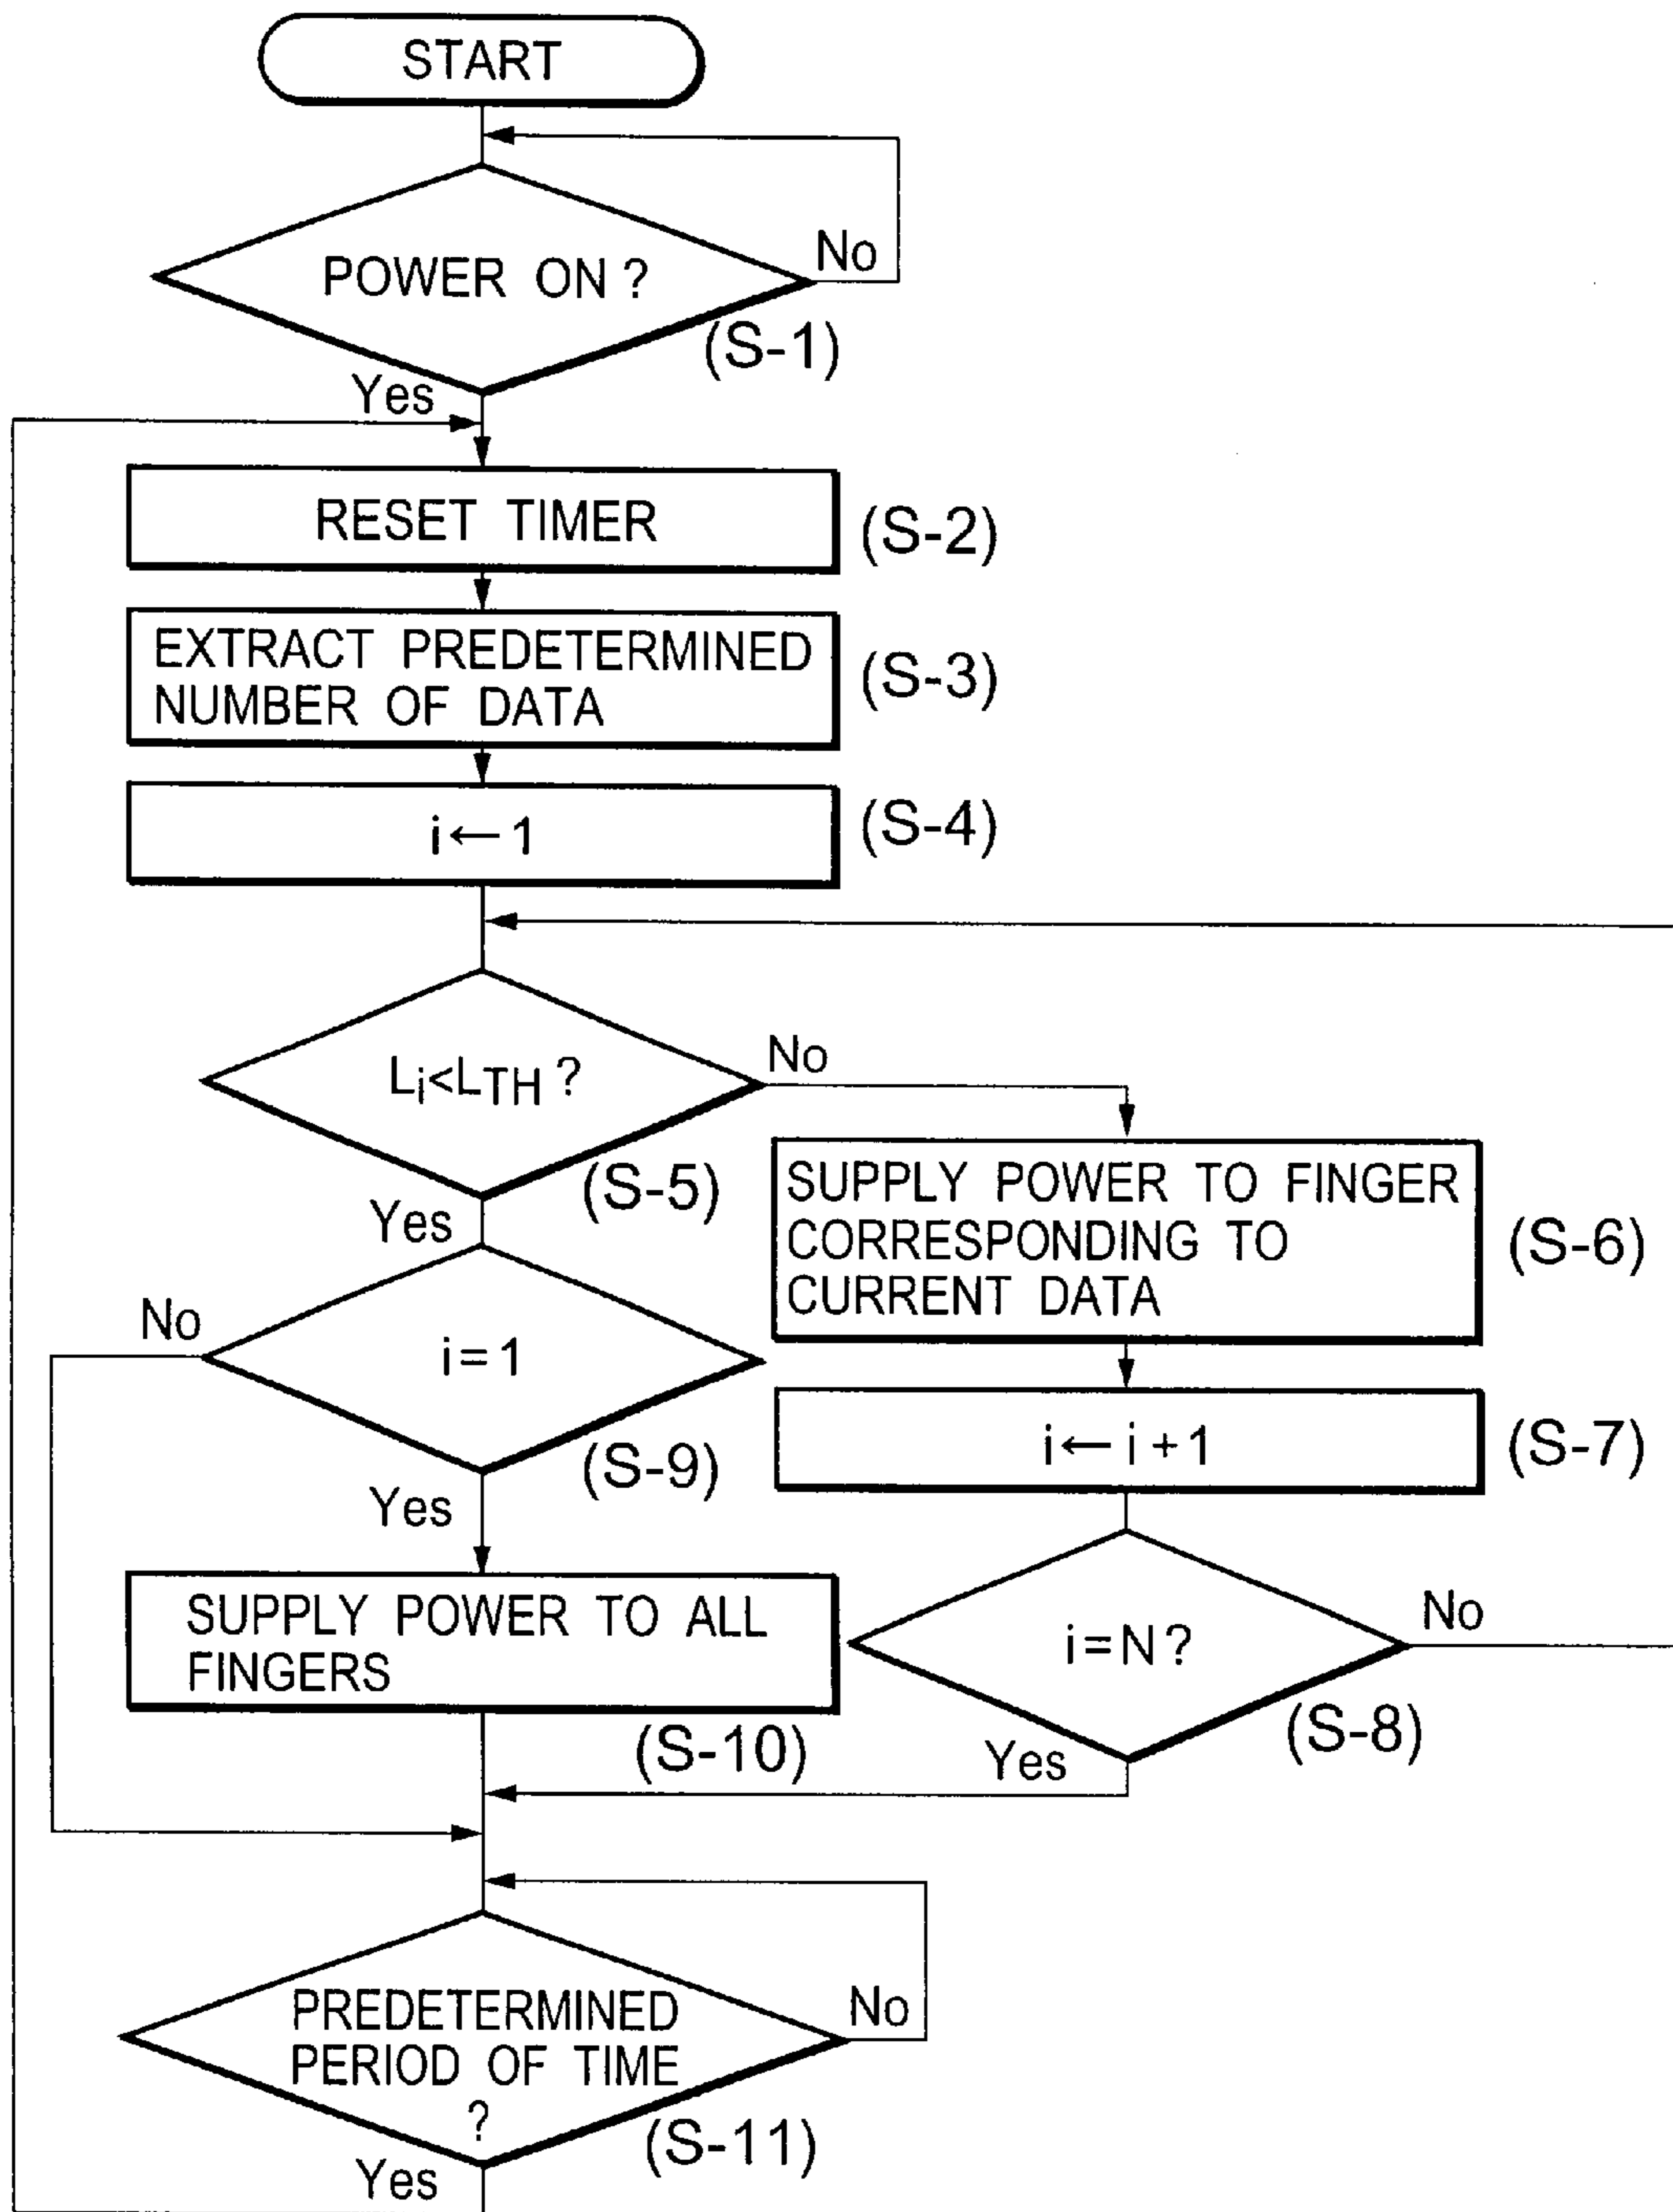 START
POWER ON ?
No
(S-1)
Yes
RESET TIMER
(S-2)
EXTRACT PREDETERMINED
NUMBER OF DATA
(S-3)
i ← 1
(S-4)
Li<LTH ?
No
(S-5)
Yes
SUPPLY POWER TO FINGER
CORRESPONDING TO
CURRENT DATA
(S-6)
No
i = 1
(S-9)
Yes
i ← i + 1
(S-7)
SUPPLY POWER TO ALL
FINGERS
(S-10)
i = N ?
No
(S-8)
Yes
PREDETERMINED
PERIOD OF TIME
?
No
(S-11)
Yes